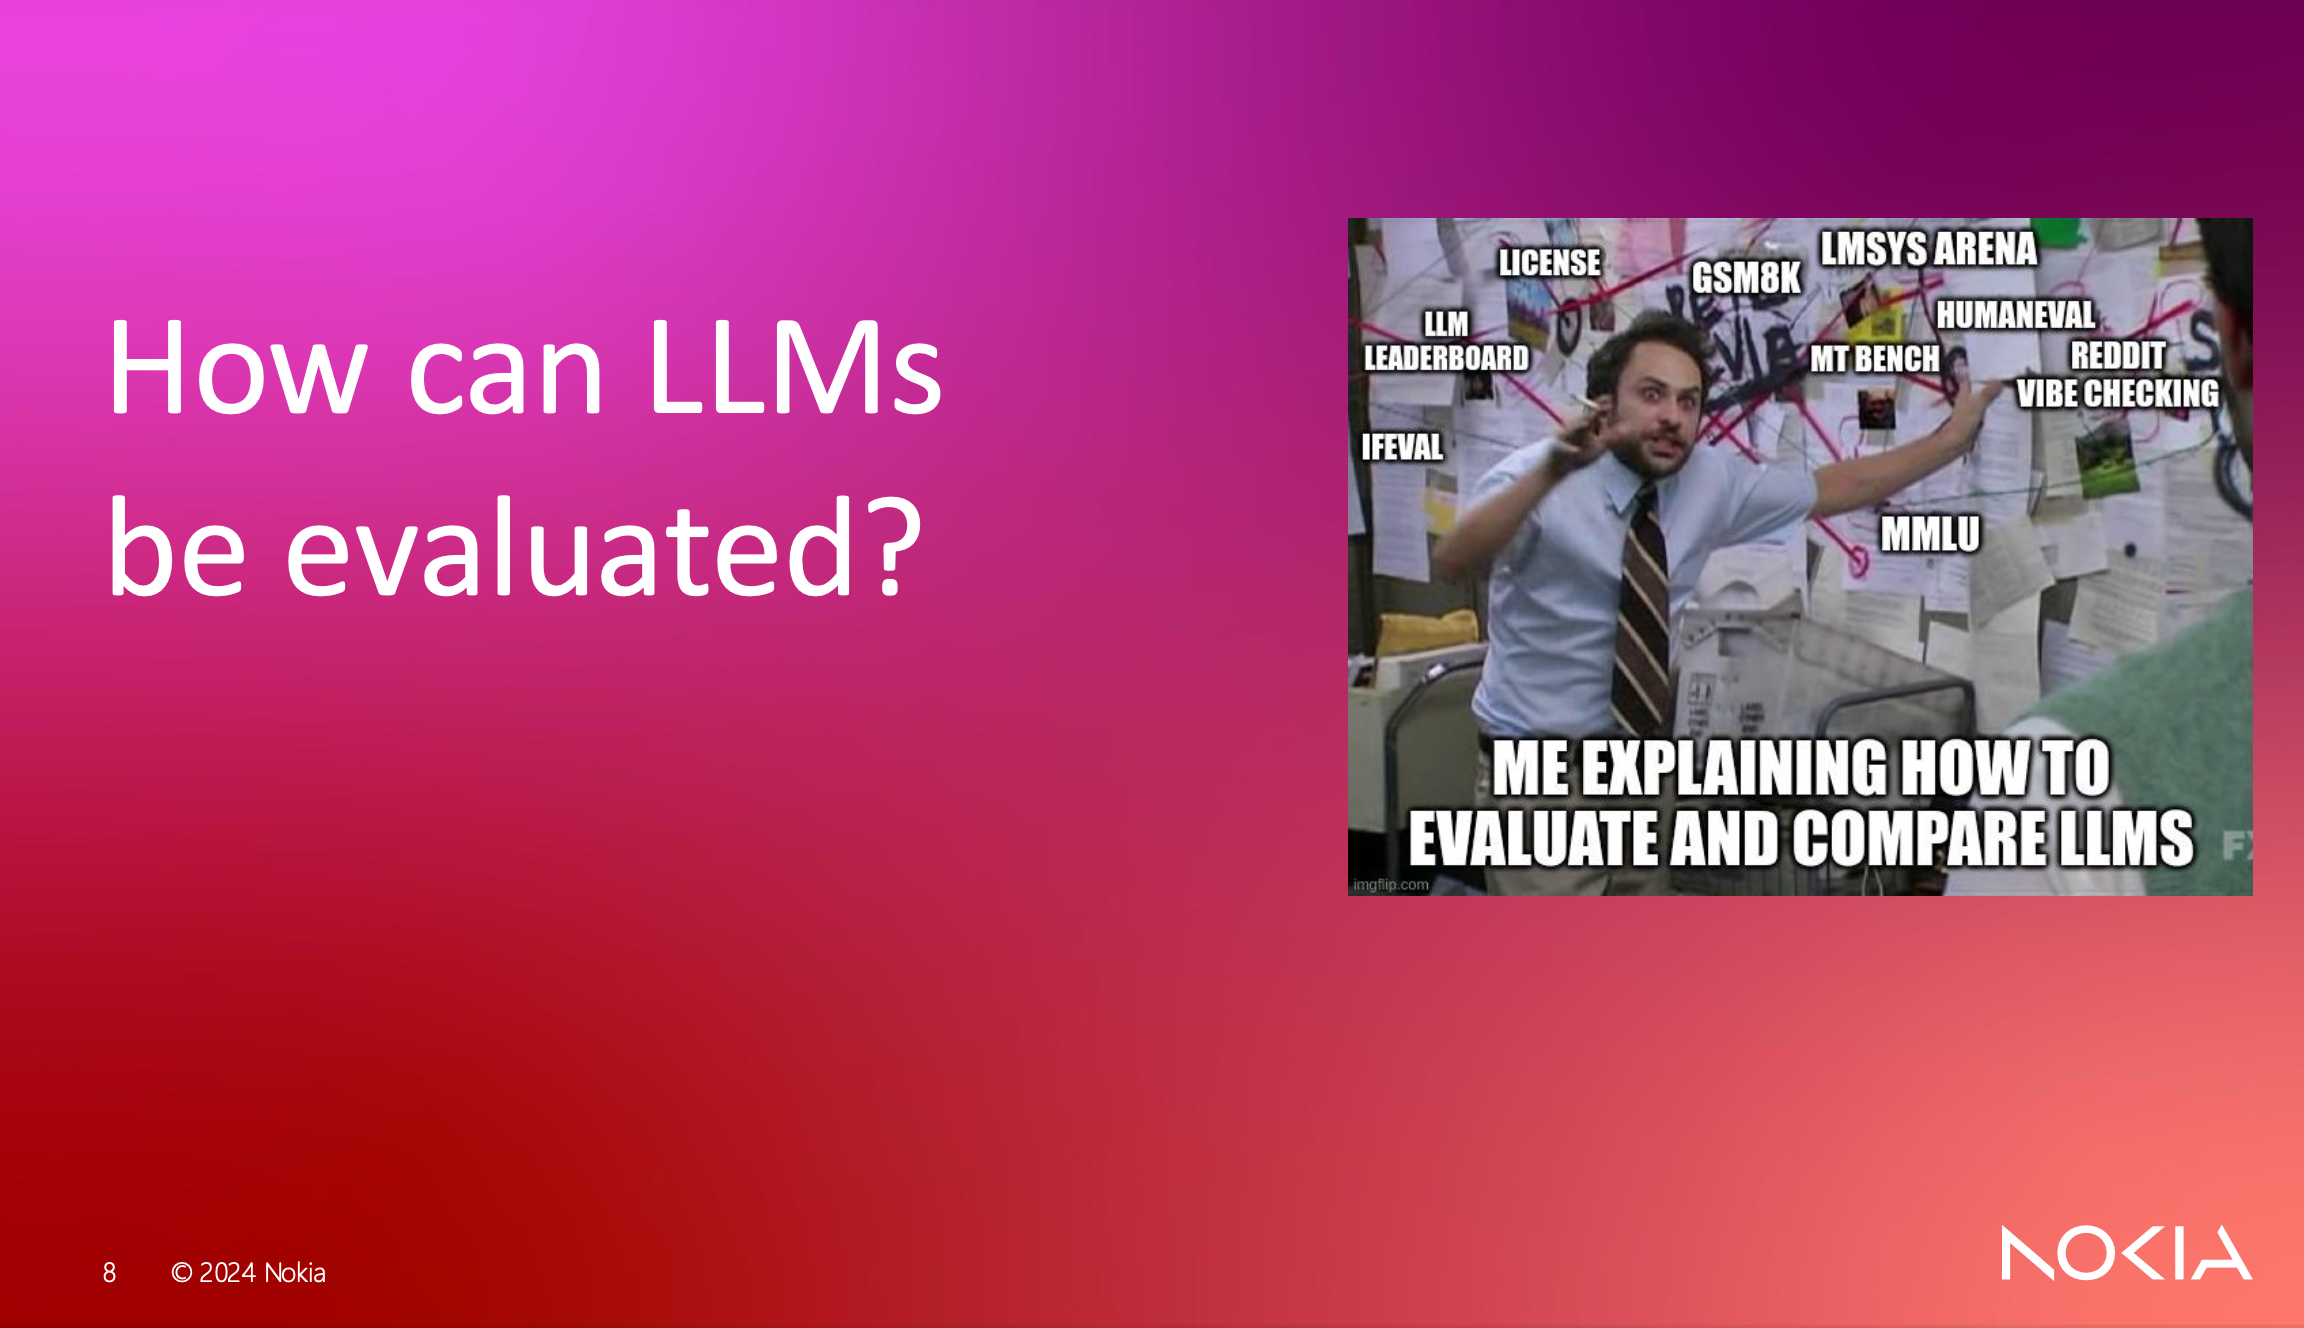 How can LLMs
be evaluated?
LICENSE
GSM8K
LMSYS ARENA
LLM
LEADERBOARD
HUMANEVAL
MT BENCH
REDDIT
VIBE CHECKING
IFEVAL
MMLU
ME EXPLAINING HOW TO
EVALUATE AND COMPARE LLMS
imgflip.com
8 © 2024 Nokia
NOKIA